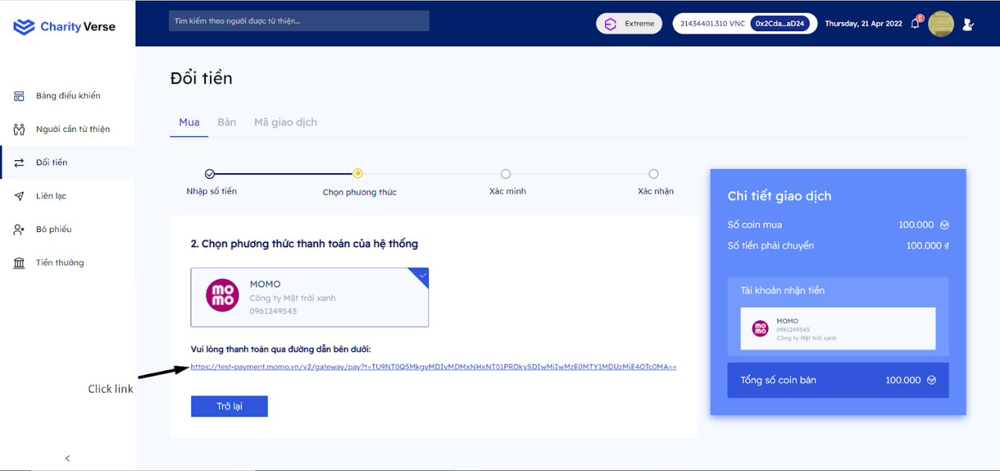 Charity Verse
Tìm kiếm theo người được từ thiện...
Extreme
21434401.310 VNC
0x2Cda...aD24
Thursday, 21 Apr 2022
0
Bảng điều khiển
Người cần từ thiện
Đổi tiền
Liên lạc
Bỏ phiếu
Tiền thưởng
Đổi tiền
Mua
Bán
Mã giao dịch
Nhập số tiền
Chọn phương thức
Xác minh
Xác nhận
2. Chọn phương thức thanh toán của hệ thống
mo
mo
MOMO
Công ty Mặt trời xanh
0961249543
Vui lòng thanh toán qua đường dẫn bên dưới:
https://test-payment.momo.vn/v2/gateway/pay?t=TU9NT0Q5MkgyMDIyMDMxNHxNT01PRDkySDIwMjIwMzE0MTY1MDUzMjE4OTc0MA==
Click link
Trở lại
Chi tiết giao dịch
Số coin mua 100.000
Số tiền phải chuyển 100.000 ₫
Tài khoản nhận tiền
mo
mo
MOMO
0961249543
Công ty Mặt trời xanh
Tổng số coin bán 100.000